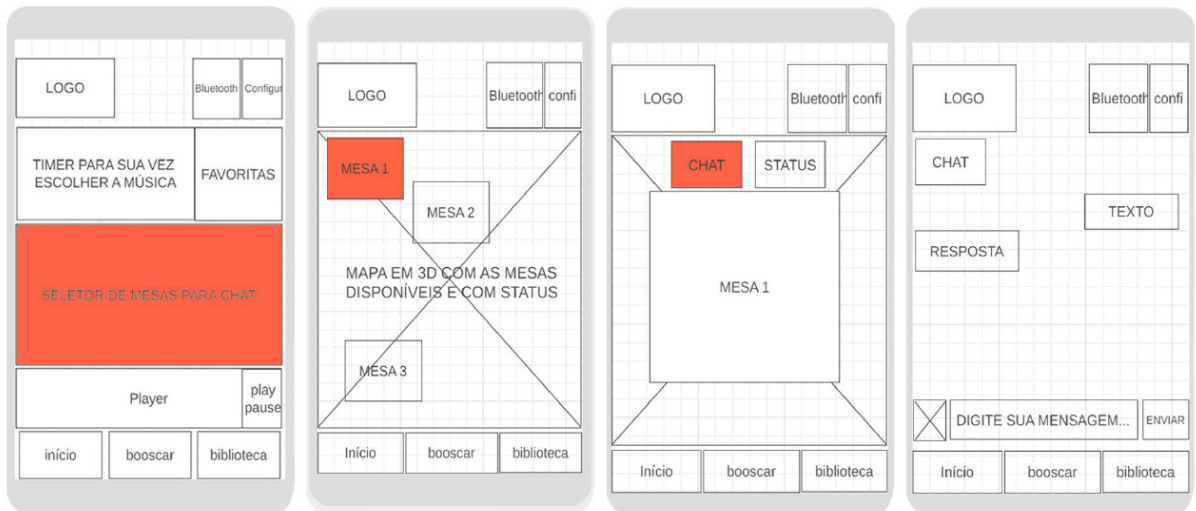 LOGO
Bluetooth
Configur
TIMER PARA SUA VEZ
ESCOLHER A MÚSICA
FAVORITAS
SELETOR DE MESAS PARA CHAT
Player
play
pause
início
booscar
biblioteca
LOGO
Bluetooth
confi
MESA 1
MESA 2
MAPA EM 3D COM AS MESAS
DISPONÍVEIS E COM STATUS
MESA 3
Início
booscar
biblioteca
LOGO
Bluetooth
confi
CHAT
STATUS
MESA 1
Início
booscar
biblioteca
LOGO
Bluetooth
confi
CHAT
TEXTO
RESPOSTA
DIGITE SUA MENSAGEM...
ENVIAR
Início
booscar
biblioteca